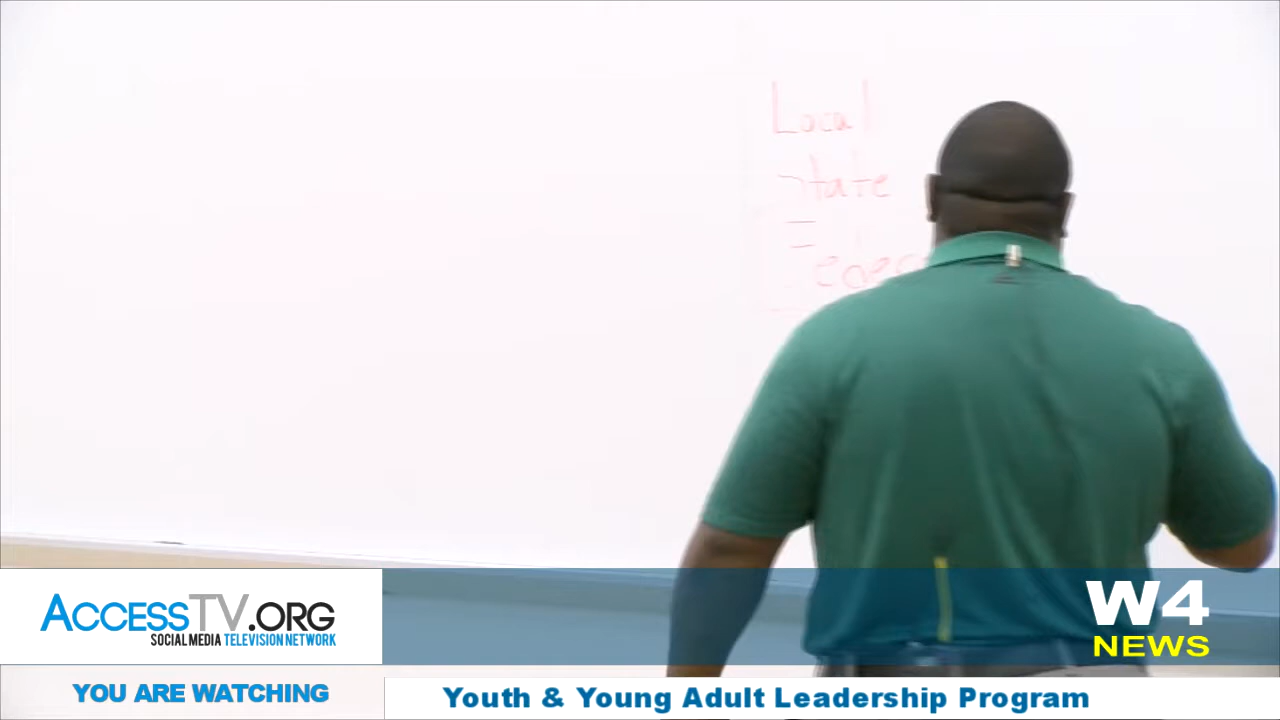 Local
State
ACCESSTV.ORG
SOCIAL MEDIA TELEVISION NETWORK
W4
NEWS
YOU ARE WATCHING
Youth & Young Adult Leadership Program